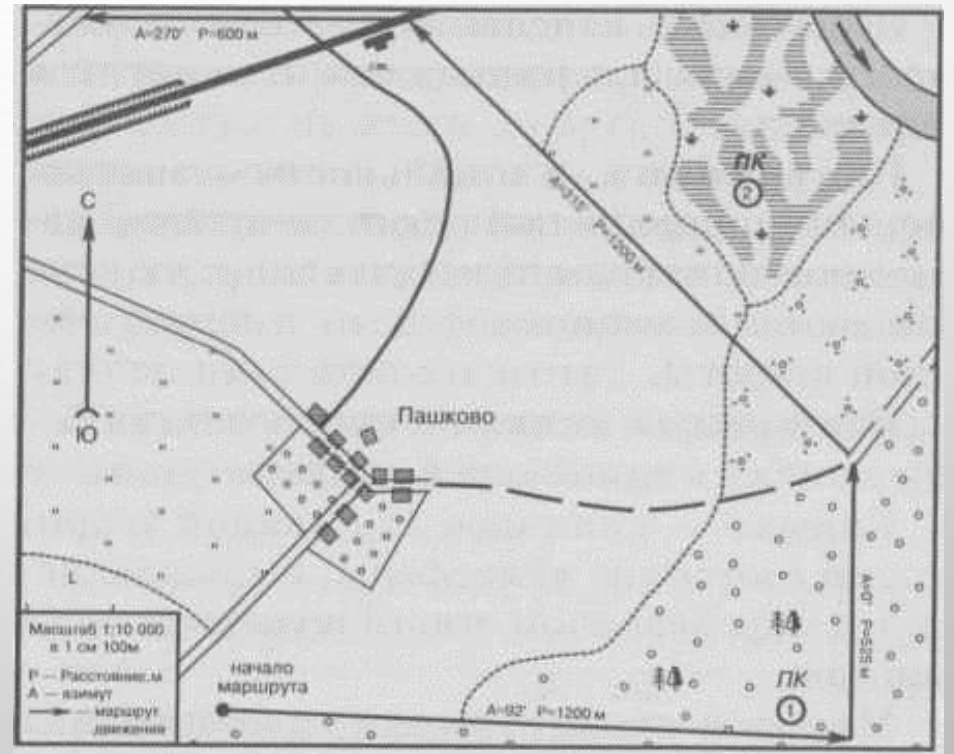 А=270° Р=600 м
ПК
2
С
А=315° Р=1200 м
Ю
Пашково
А=0° Р=525 м
Масштаб 1:10 000
в 1 см 100м
Р — Расстояние, м
А — азимут
— маршрут
движения
начало
маршрута
А=92° Р=1200 м
ПК
1